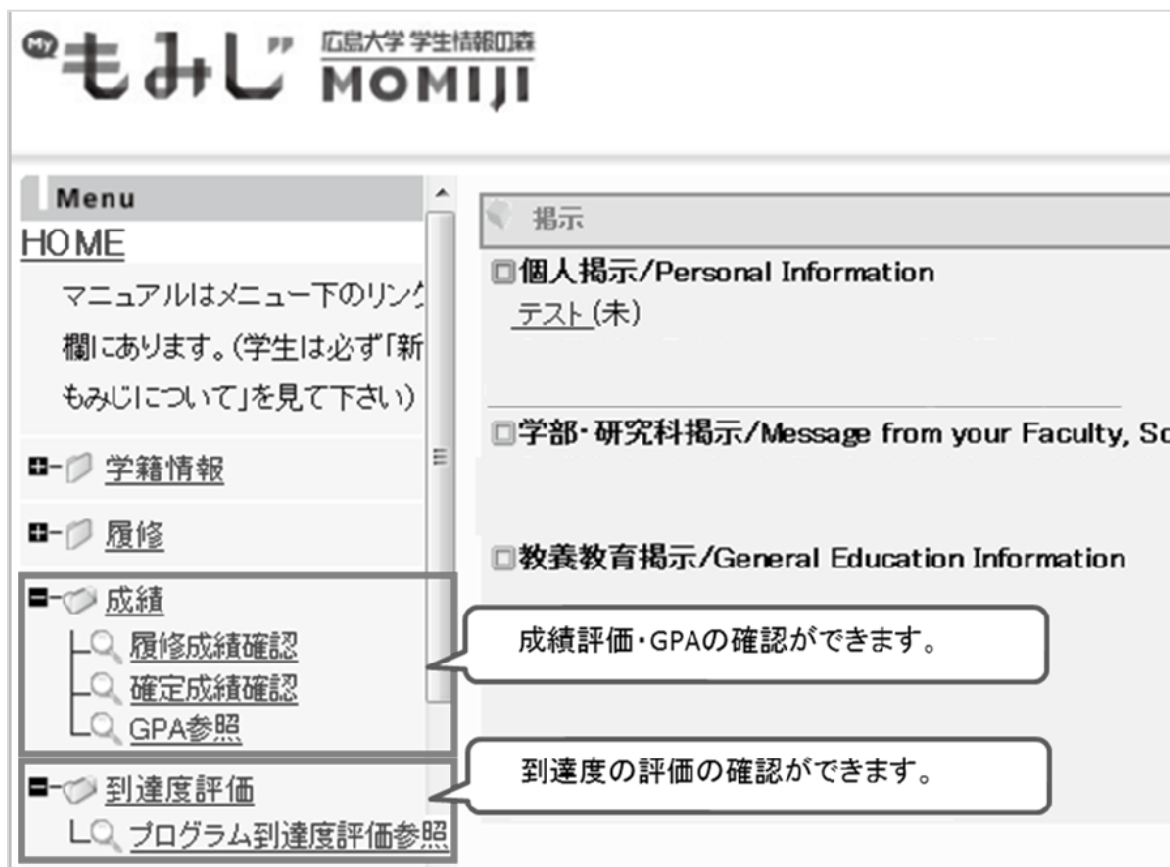 My もみじ 広島大学 学生情報の森
MOMIJI
Menu
HOME
マニュアルはメニュー下のリンク
欄にあります。(学生は必ず「新
もみじについて」を見て下さい)
学籍情報
履修
成績
履修成績確認
確定成績確認
GPA参照
到達度評価
プログラム到達度評価参照
掲示
個人掲示/Personal Information
テスト(未)
学部・研究科掲示/Message from your Faculty, Sc
教養教育掲示/General Education Information
成績評価・GPAの確認ができます。
到達度の評価の確認ができます。